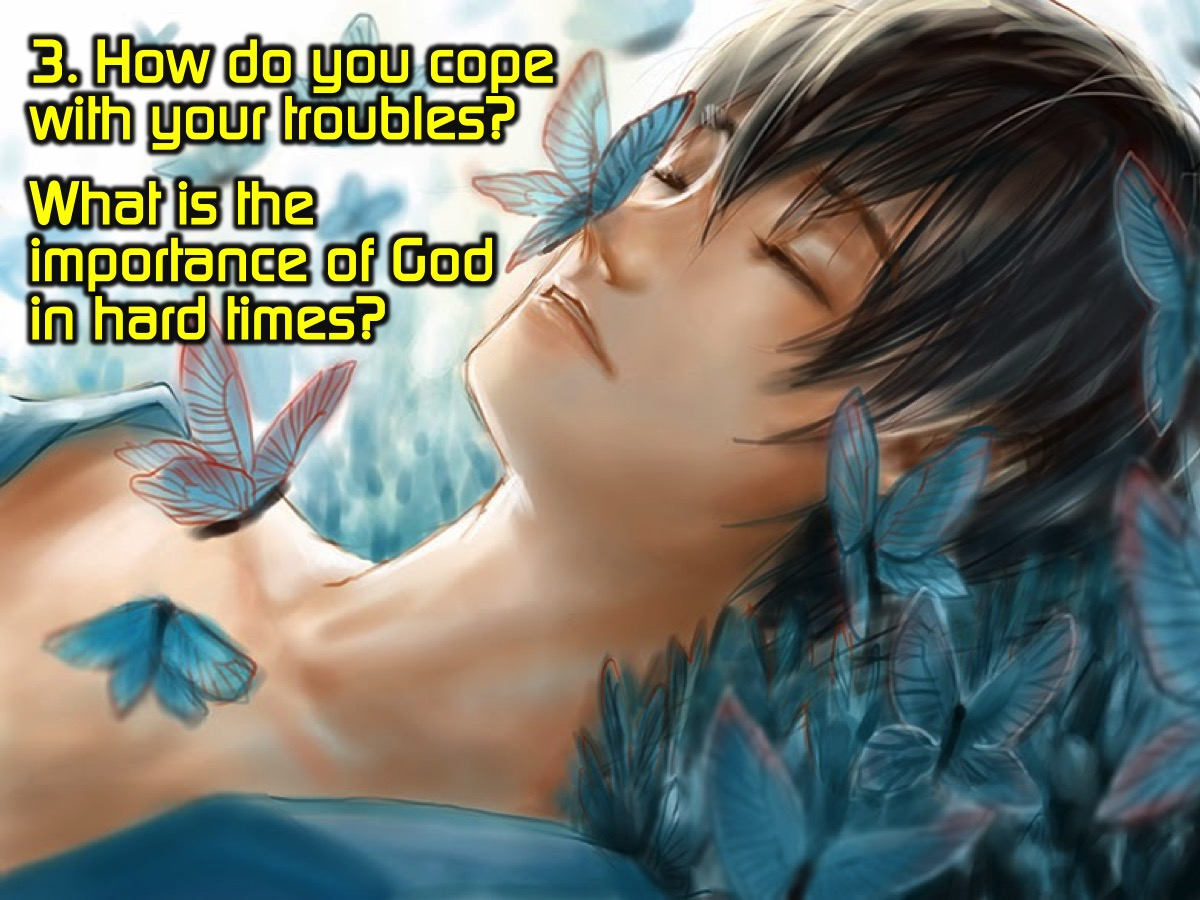 3. How do you cope
with your troubles?
What is the
importance of God
in hard times?